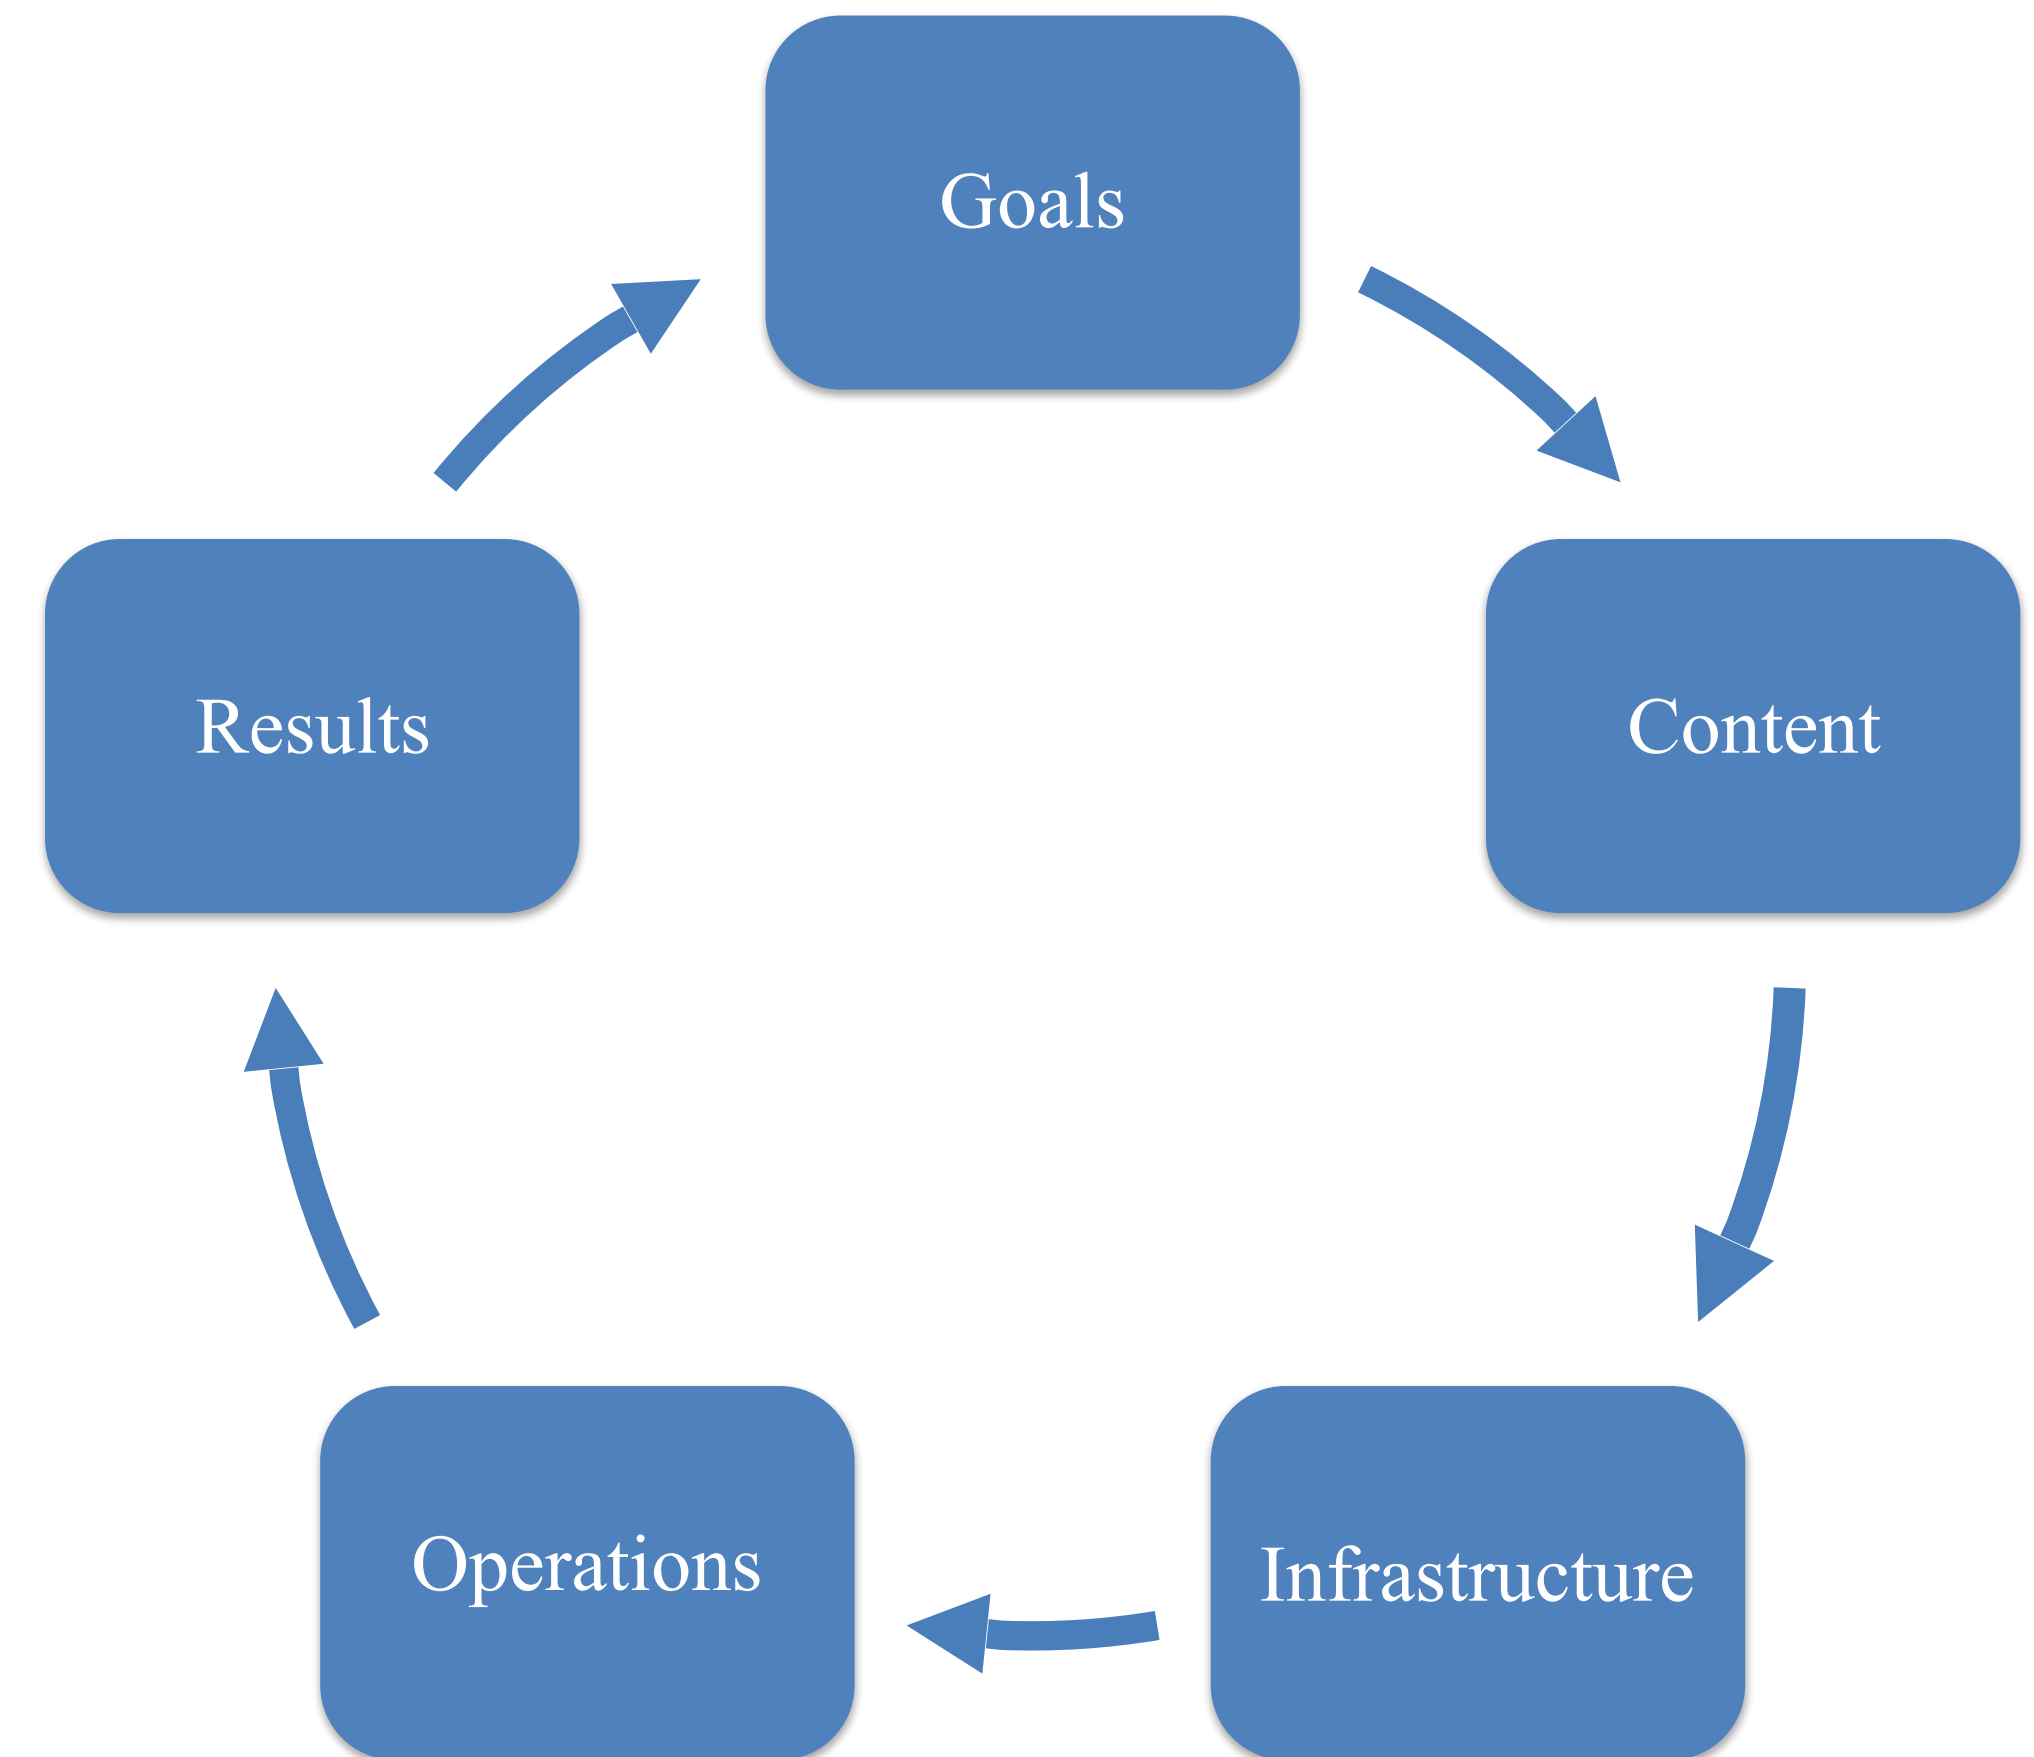 Goals
Content
Infrastructure
Operations
Results